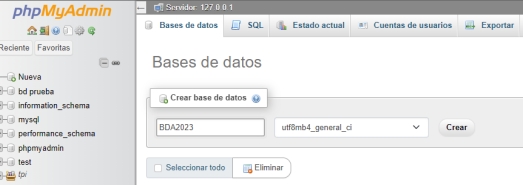 phpMyAdmin
Reciente Favoritas
Nueva
bd prueba
information_schema
mysql
performance_schema
phpmyadmin
test
Servidor: 127.0.0.1
Bases de datos SQL Estado actual Cuentas de usuarios Exportar
Bases de datos
Crear base de datos
BDA2023 utf8mb4_general_ci Crear
Seleccionar todo Eliminar